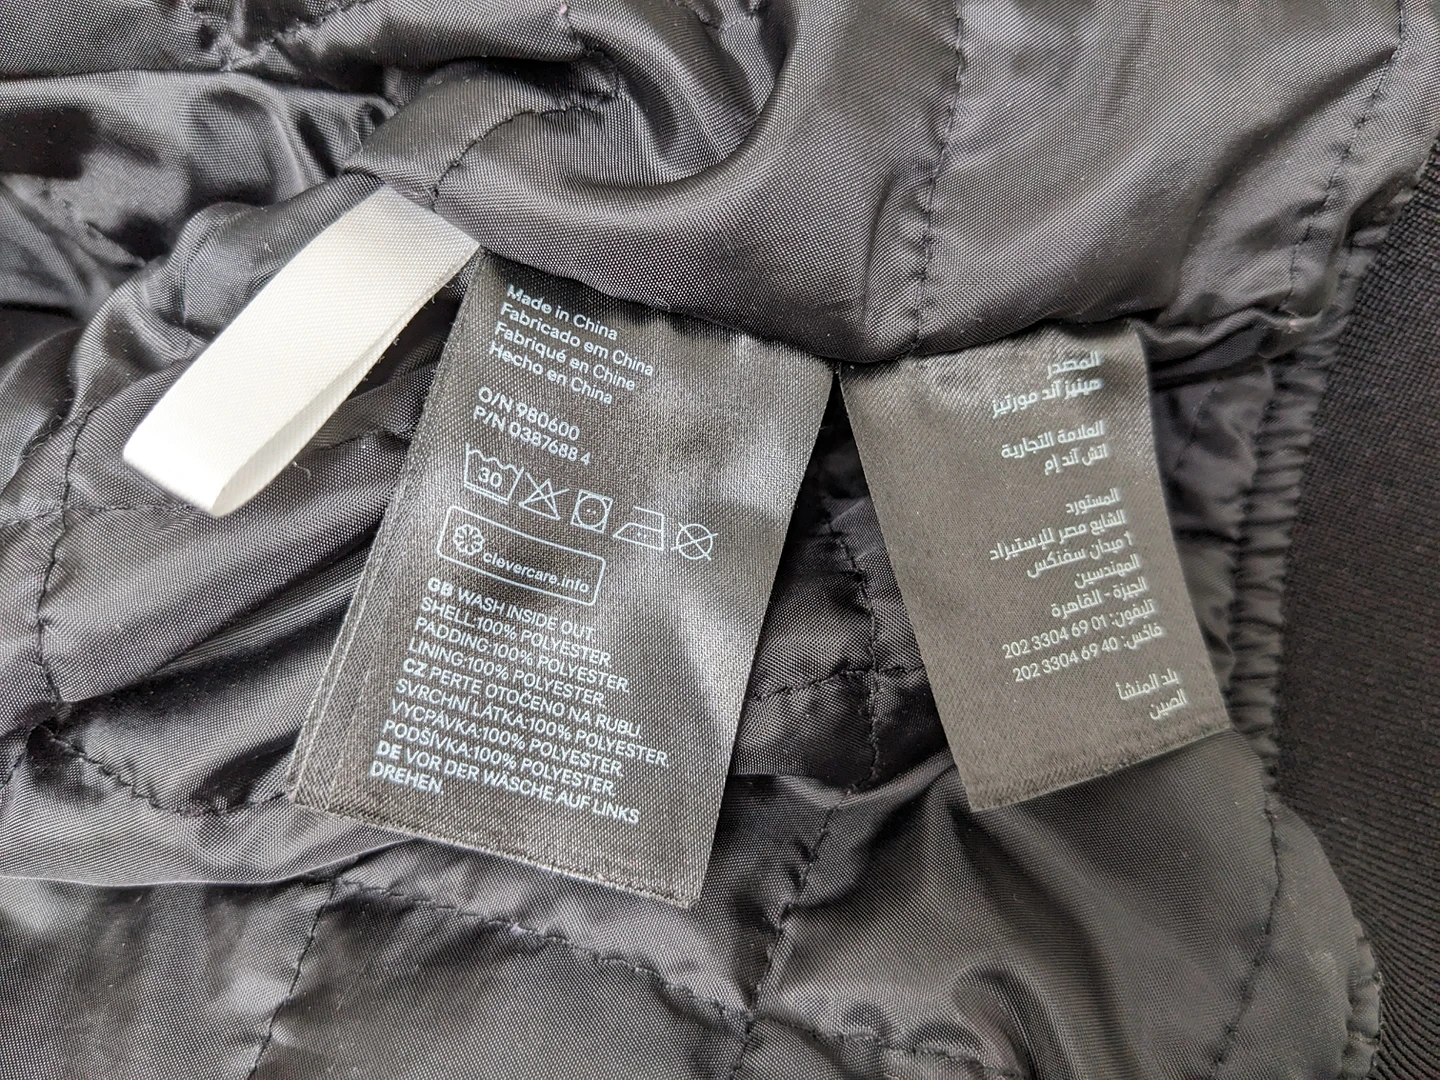 Made in China
Fabricado em China
Fabriqué en Chine
Hecho en China
O/N 980600
P/N 0387688 4
30
clevercare.info
GB WASH INSIDE OUT.
SHELL:100% POLYESTER.
PADDING:100% POLYESTER.
LINING:100% POLYESTER.
CZ PERTE OTOČENO NA RUBU.
SVRCHNÍ LÁTKA:100% POLYESTER.
VYCPÁVKA:100% POLYESTER.
PODŠÍVKA:100% POLYESTER.
DE VOR DER WÄSCHE AUF LINKS
DREHEN.
المصدر
هينيز آند مورتيز
العلامة التجارية
اتش آند إم
المستورد
الشايع مصر للإستيراد
1 ميدان سفنكس
المهندسين
الجيزة - القاهرة
تليفون: 01 69 3304 202
فاكس: 40 69 3304 202
بلد المنشأ
الصين